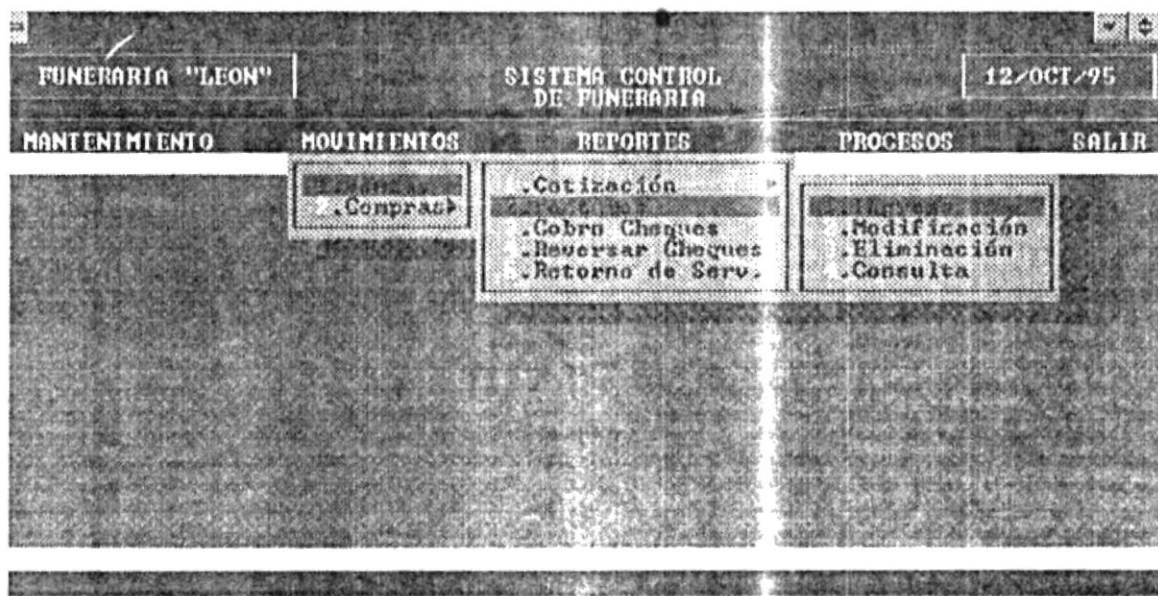 FUNERARIA "LEON"
SISTEMA CONTROL
DE FUNERARIA
12/OCT/95
MANTENIMIENTO MOVIMIENTOS REPORTES PROCESOS SALIR
.Compras
.Cotización
.Cobro Cheques
.Reversar Cheques
.Retorno de Serv.
.Modificación
.Eliminación
.Consulta